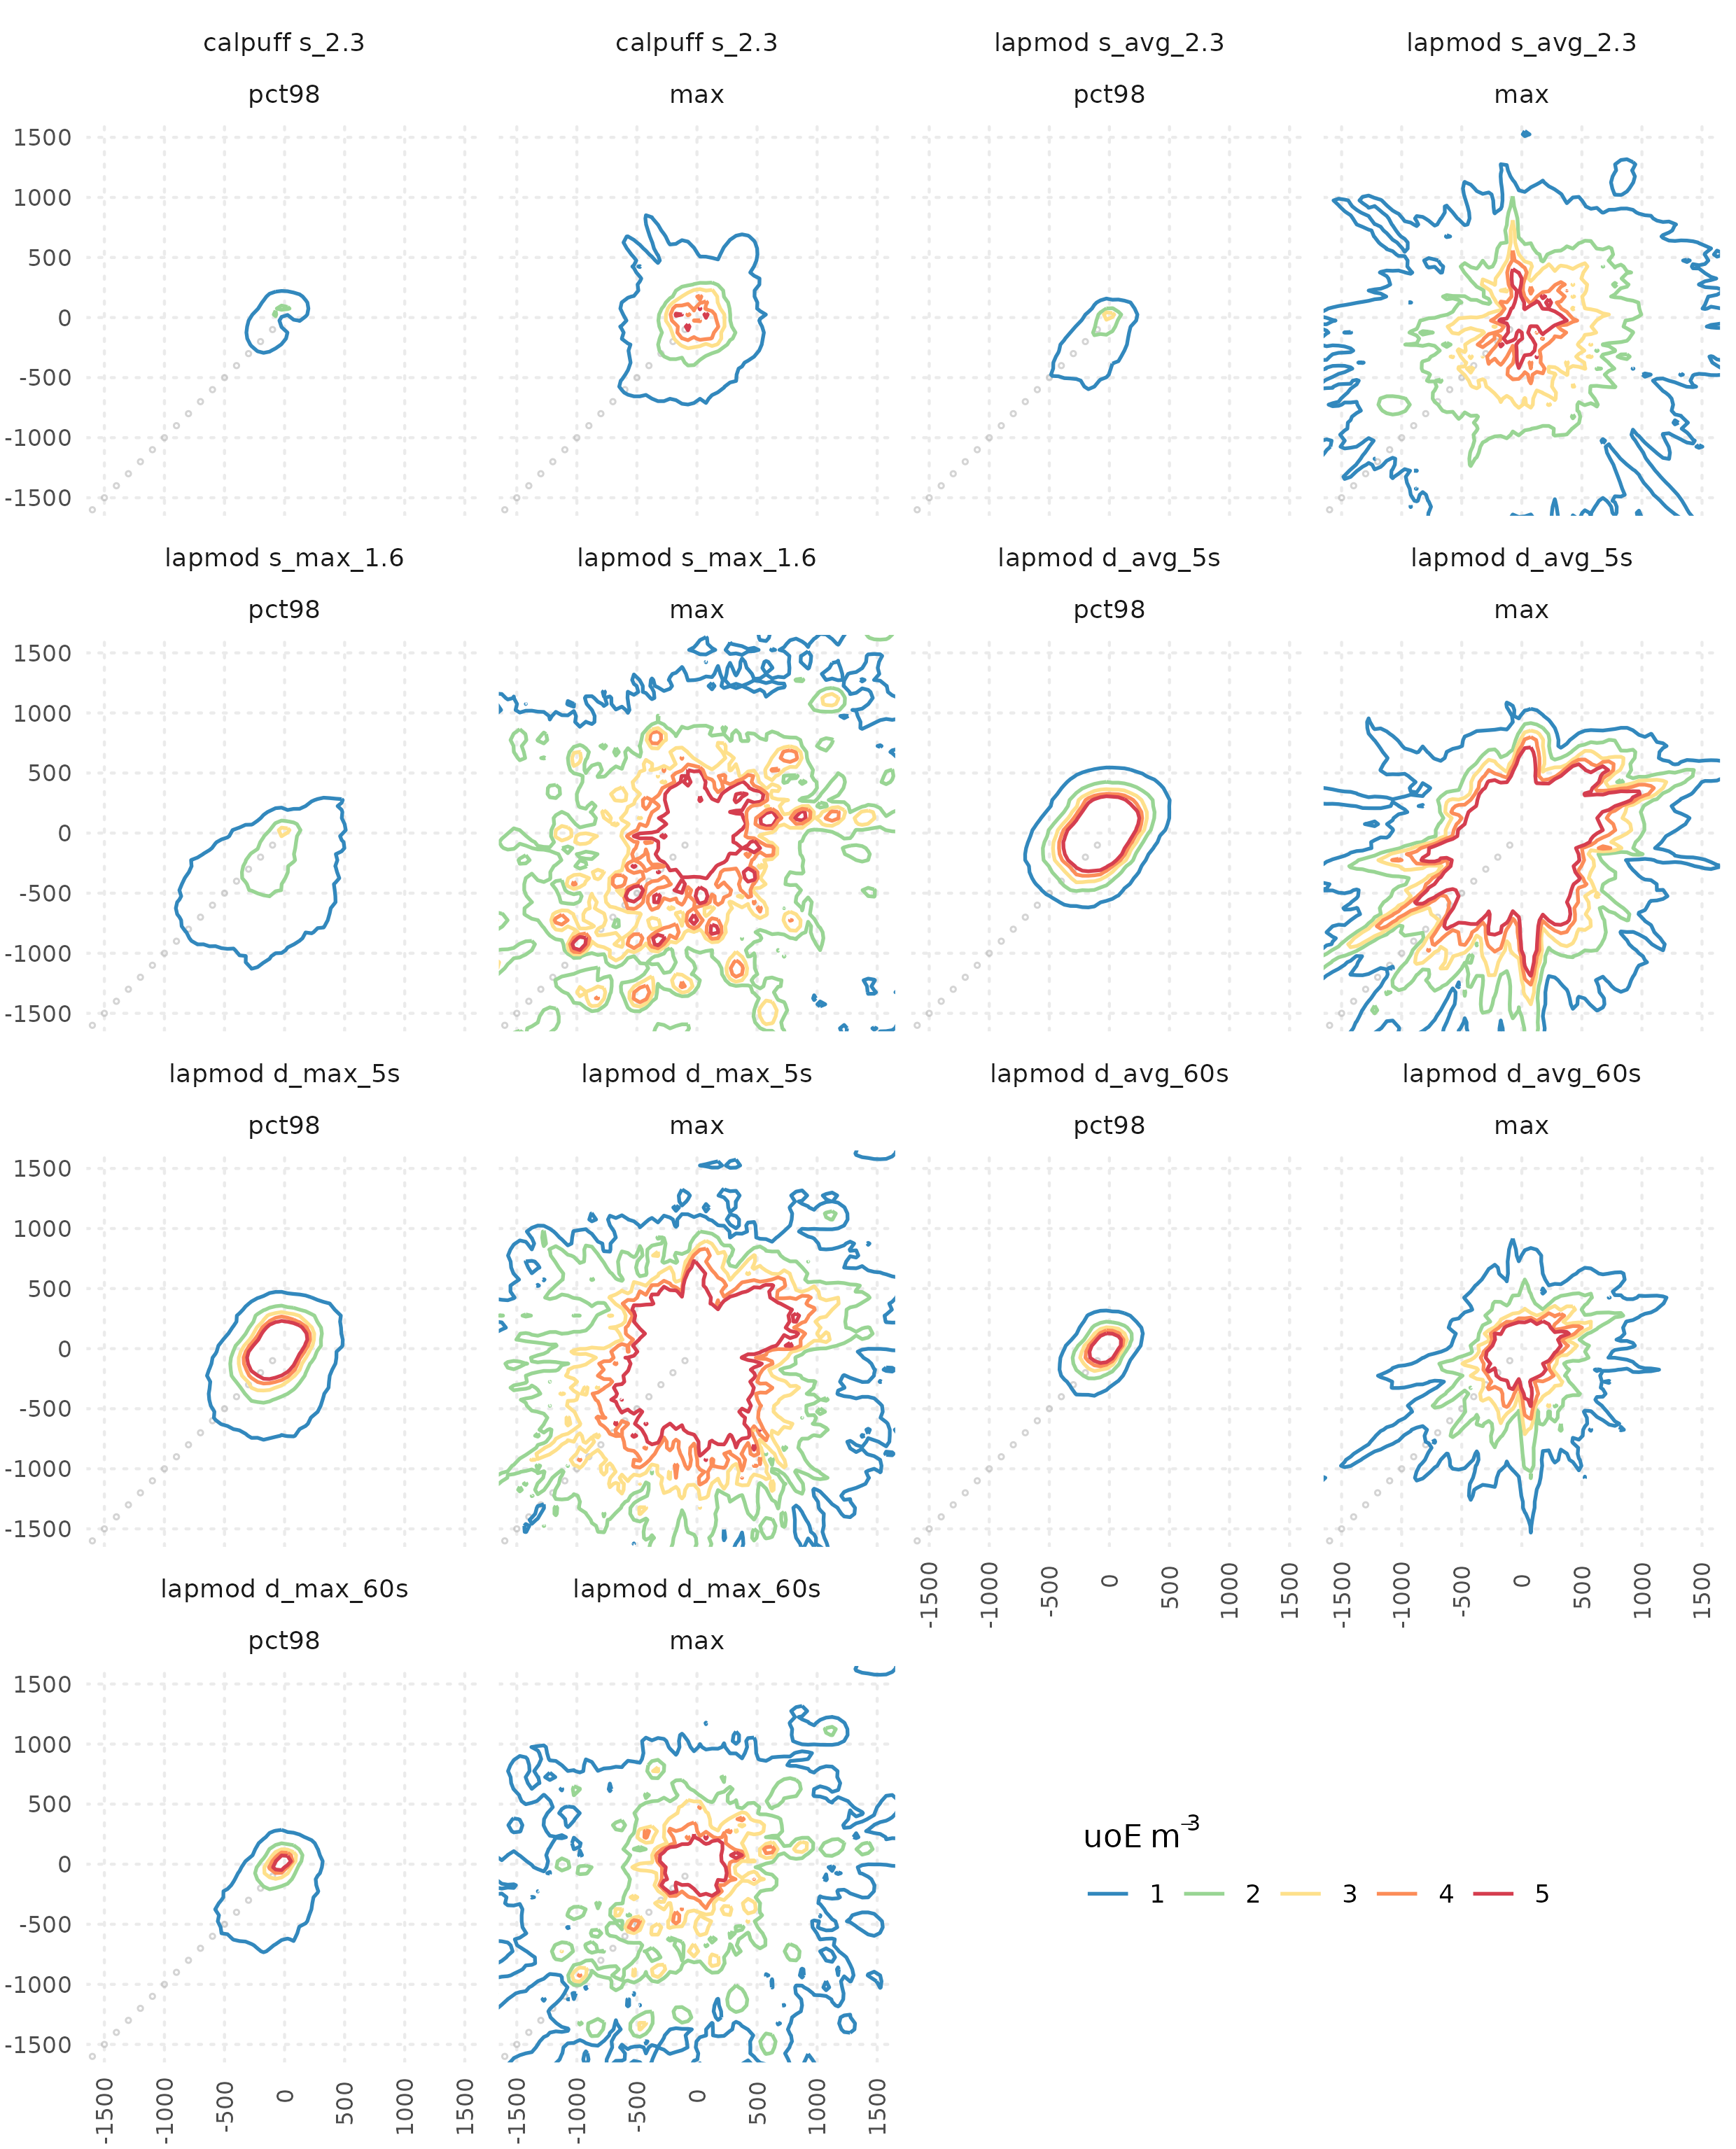 calpuff s_2.3 calpuff s_2.3 lapmod s_avg_2.3 lapmod s_avg_2.3
pct98 max pct98 max
1500
1000
500
0
-500
-1000
-1500
lapmod s_max_1.6 lapmod s_max_1.6 lapmod d_avg_5s lapmod d_avg_5s
pct98 max pct98 max
1500
1000
500
0
-500
-1000
-1500
lapmod d_max_5s lapmod d_max_5s lapmod d_avg_60s lapmod d_avg_60s
pct98 max pct98 max
1500
1000
500
0
-500
-1000
-1500
-1500 -1000 -500 0 500 1000 1500 -1500 -1000 -500 0 500 1000 1500
lapmod d_max_60s lapmod d_max_60s
pct98 max
1500
1000
500
0
-500
-1000
-1500
-1500 -1000 -500 0 500 1000 1500 -1500 -1000 -500 0 500 1000 1500
uoE m⁻³
1 2 3 4 5